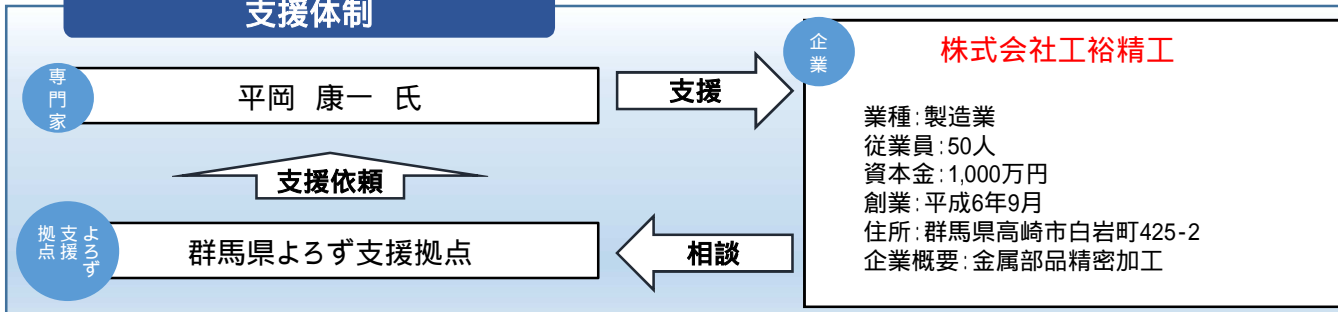 支援体制
専門家
平岡 康一 氏
支援
企業
株式会社工裕精工
業種:製造業
従業員:50人
資本金:1,000万円
創業:平成6年9月
住所:群馬県高崎市白岩町425-2
企業概要:金属部品精密加工
支援依頼
よろず
支援
拠点
群馬県よろず支援拠点
相談